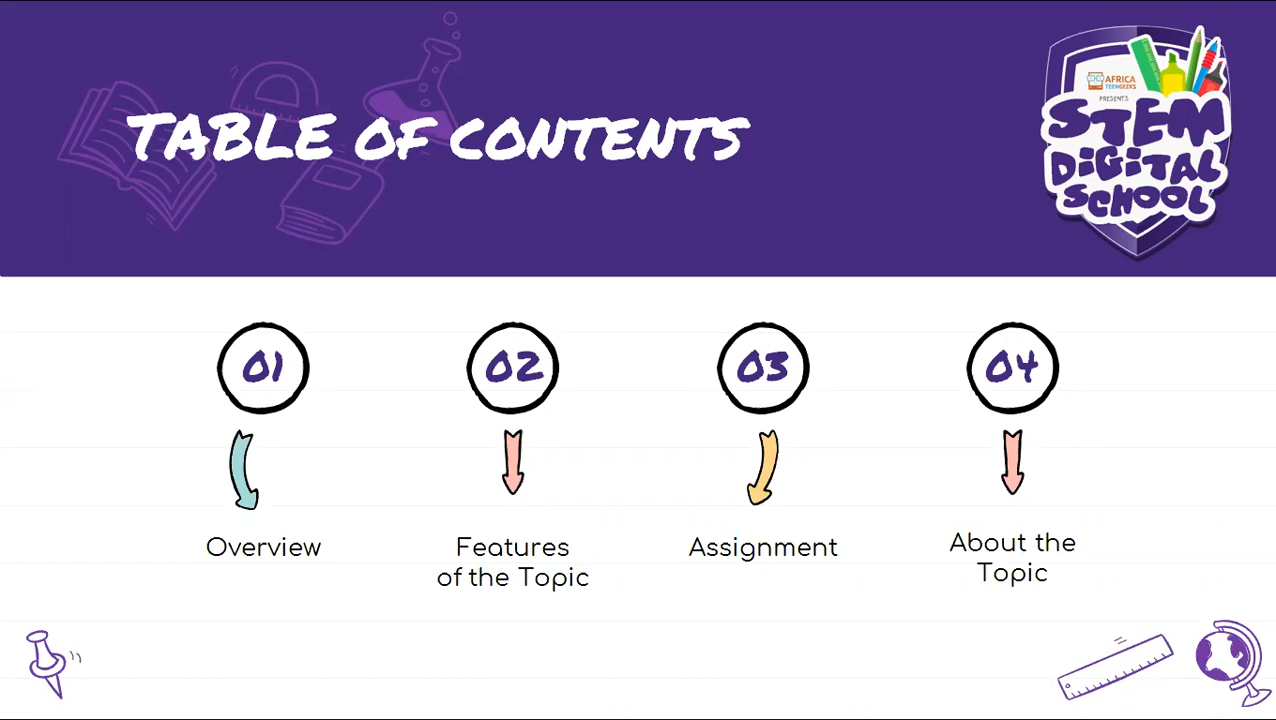 TABLE OF CONTENTS
AFRICA
TEENGEEKS
PRESENTS
STEM
DIGITAL
SCHOOL
01
02
03
04
Overview
Features
of the Topic
Assignment
About the
Topic